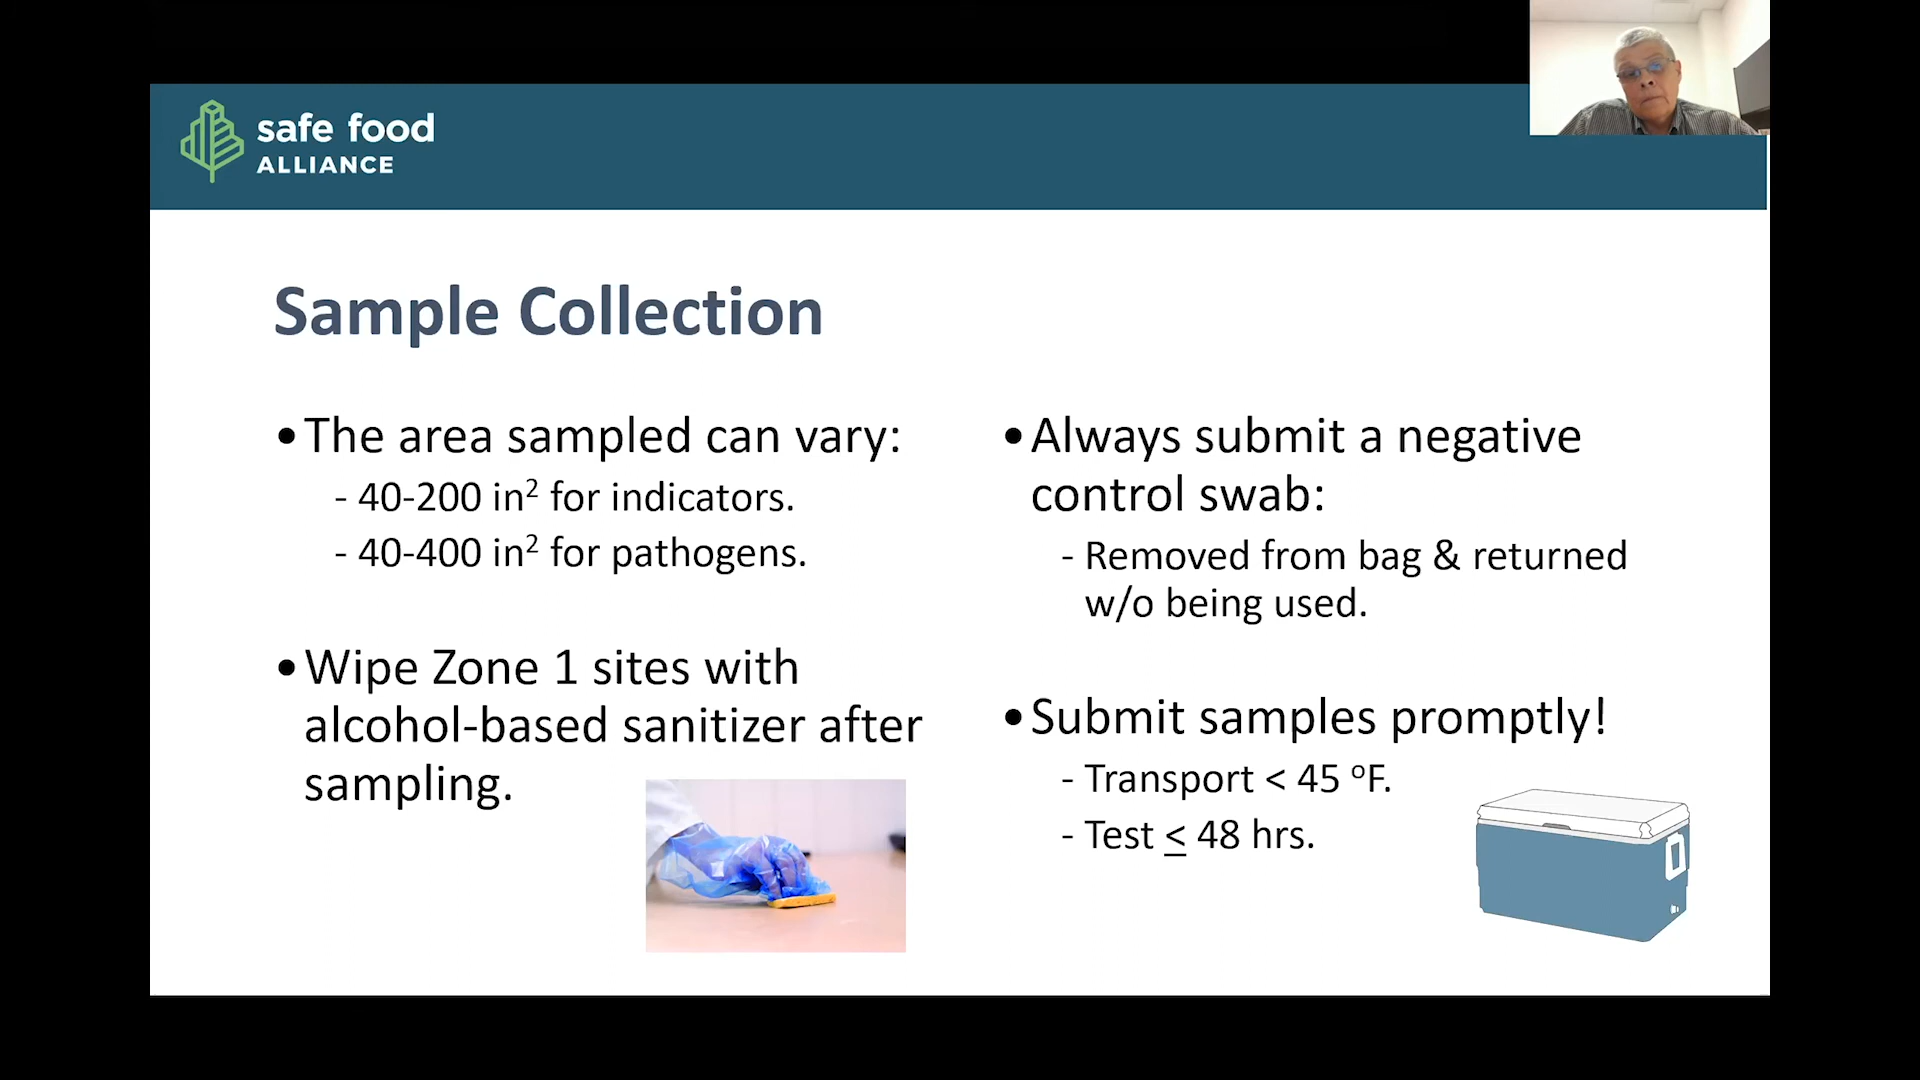 safe food
ALLIANCE
Sample Collection
•The area sampled can vary:
- 40-200 in² for indicators.
- 40-400 in² for pathogens.
•Wipe Zone 1 sites with
alcohol-based sanitizer after
sampling.
•Always submit a negative
control swab:
- Removed from bag & returned
w/o being used.
•Submit samples promptly!
- Transport < 45 ºF.
- Test ≤ 48 hrs.